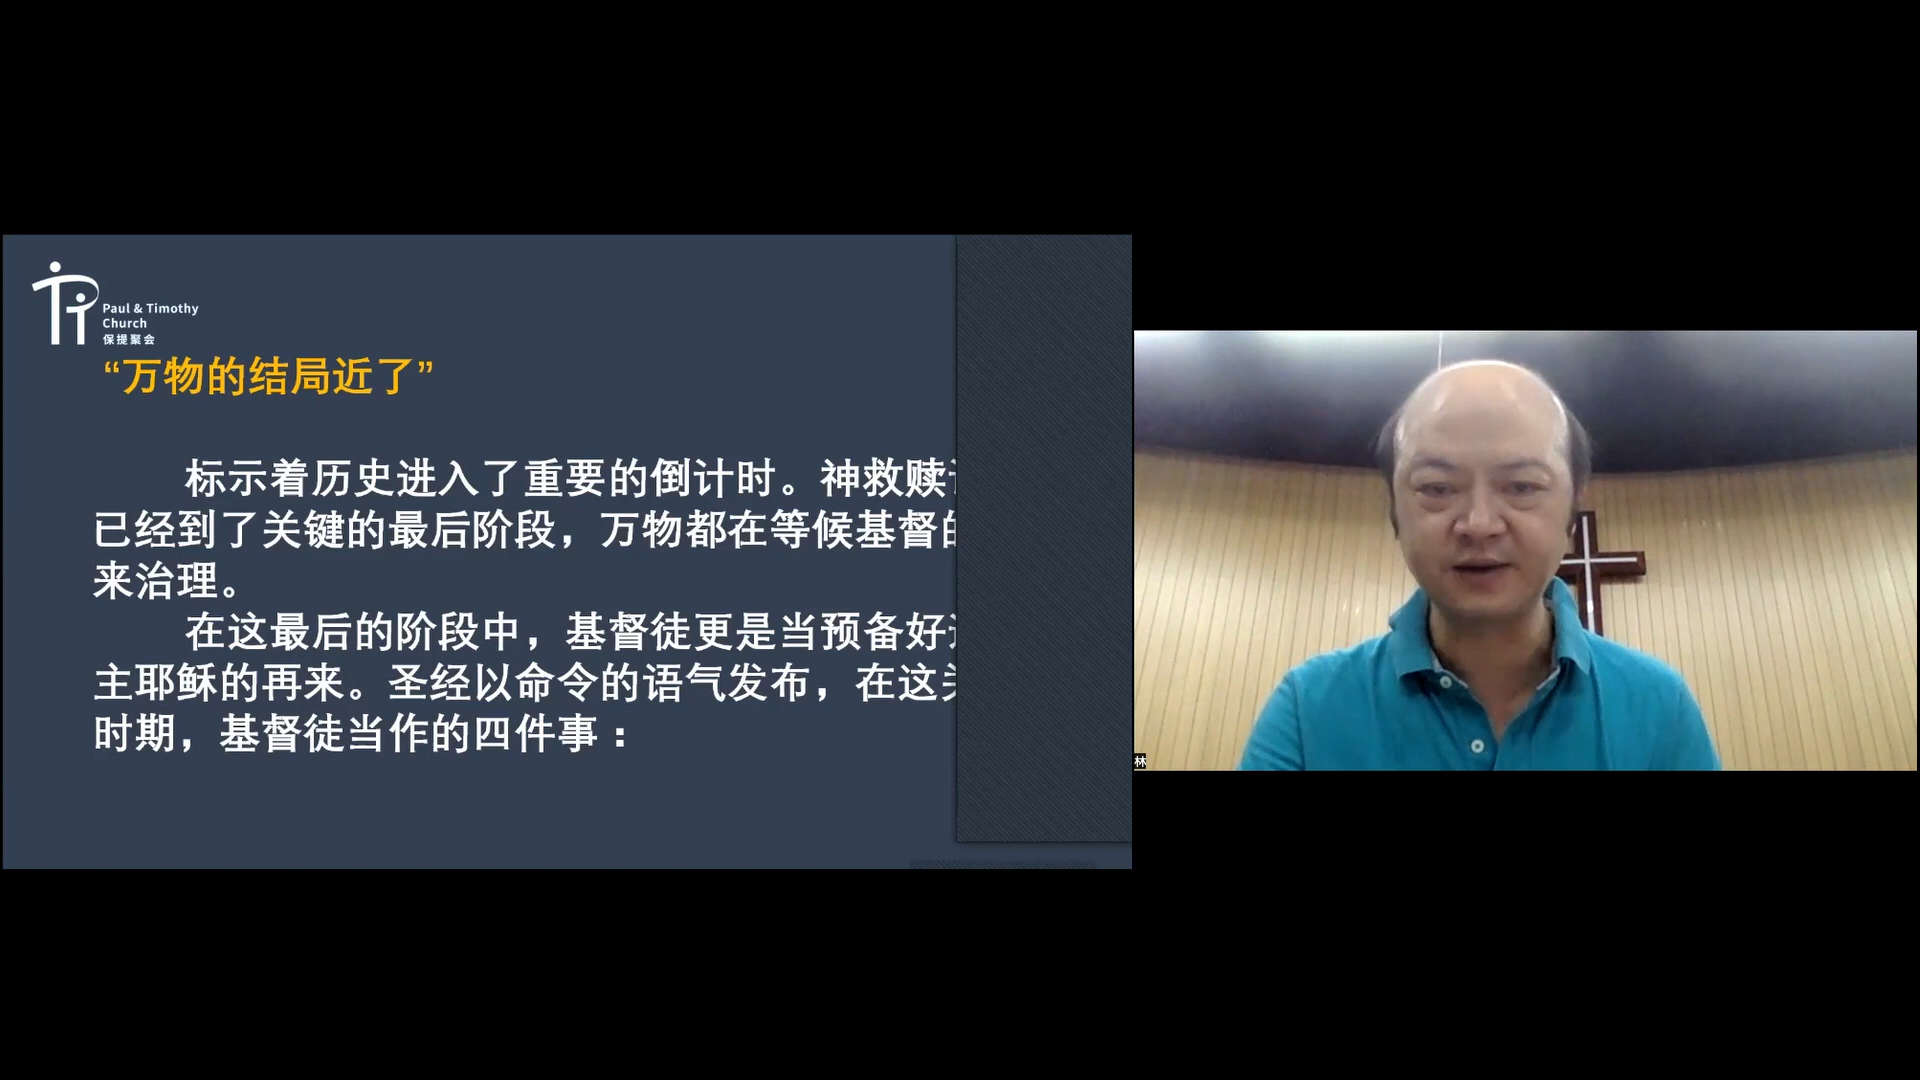 Paul & Timothy
Church
保提聚会
“万物的结局近了”
标示着历史进入了重要的倒计时。神救赎
已经到了关键的最后阶段，万物都在等候基督的
来治理。
在这最后的阶段中，基督徒更是当预备好
主耶稣的再来。圣经以命令的语气发布，在这
时期，基督徒当作的四件事：
林